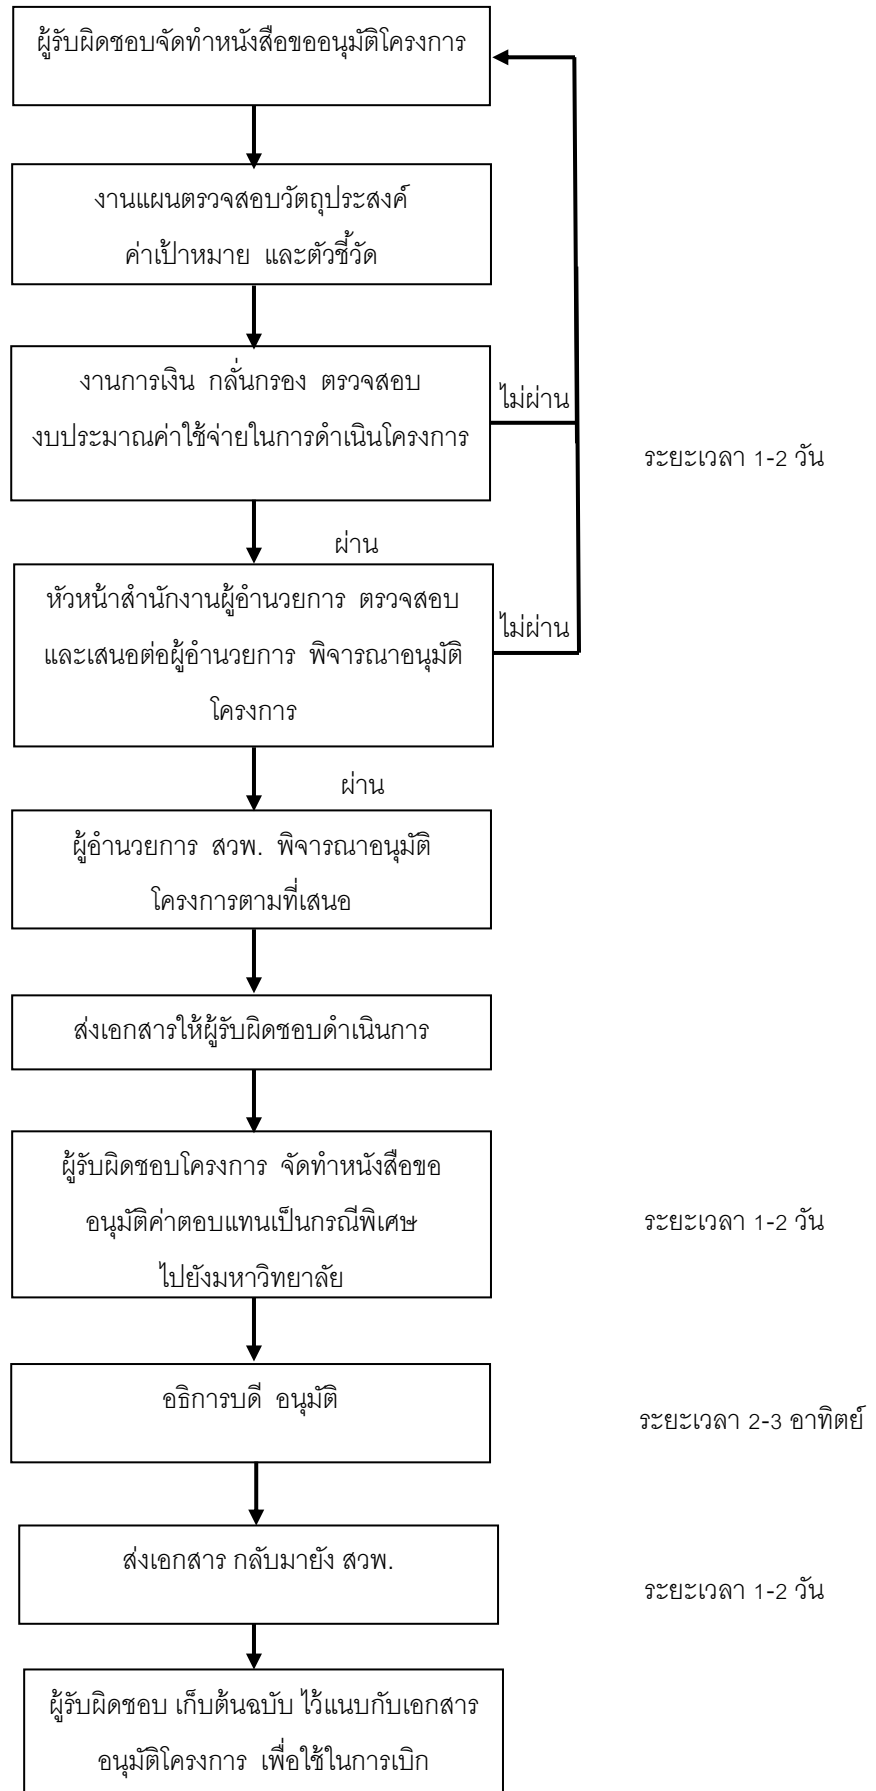 ผู้รับผิดชอบจัดทำหนังสือขออนุมัติโครงการ
งานแผนตรวจสอบวัตถุประสงค์
ค่าเป้าหมาย และตัวชี้วัด
งานการเงิน กลั่นกรอง ตรวจสอบ
งบประมาณค่าใช้จ่ายในการดำเนินโครงการ
ไม่ผ่าน
ระยะเวลา 1-2 วัน
ผ่าน
หัวหน้าสำนักงานผู้อำนวยการ ตรวจสอบ
และเสนอต่อผู้อำนวยการ พิจารณาอนุมัติ
โครงการ
ไม่ผ่าน
ผ่าน
ผู้อำนวยการ สวพ. พิจารณาอนุมัติ
โครงการตามที่เสนอ
ส่งเอกสารให้ผู้รับผิดชอบดำเนินการ
ผู้รับผิดชอบโครงการ จัดทำหนังสือขอ
อนุมัติค่าตอบแทนเป็นกรณีพิเศษ
ไปยังมหาวิทยาลัย
ระยะเวลา 1-2 วัน
อธิการบดี อนุมัติ
ระยะเวลา 2-3 อาทิตย์
ส่งเอกสาร กลับมายัง สวพ.
ระยะเวลา 1-2 วัน
ผู้รับผิดชอบ เก็บต้นฉบับ ไว้แนบกับเอกสาร
อนุมัติโครงการ เพื่อใช้ในการเบิก